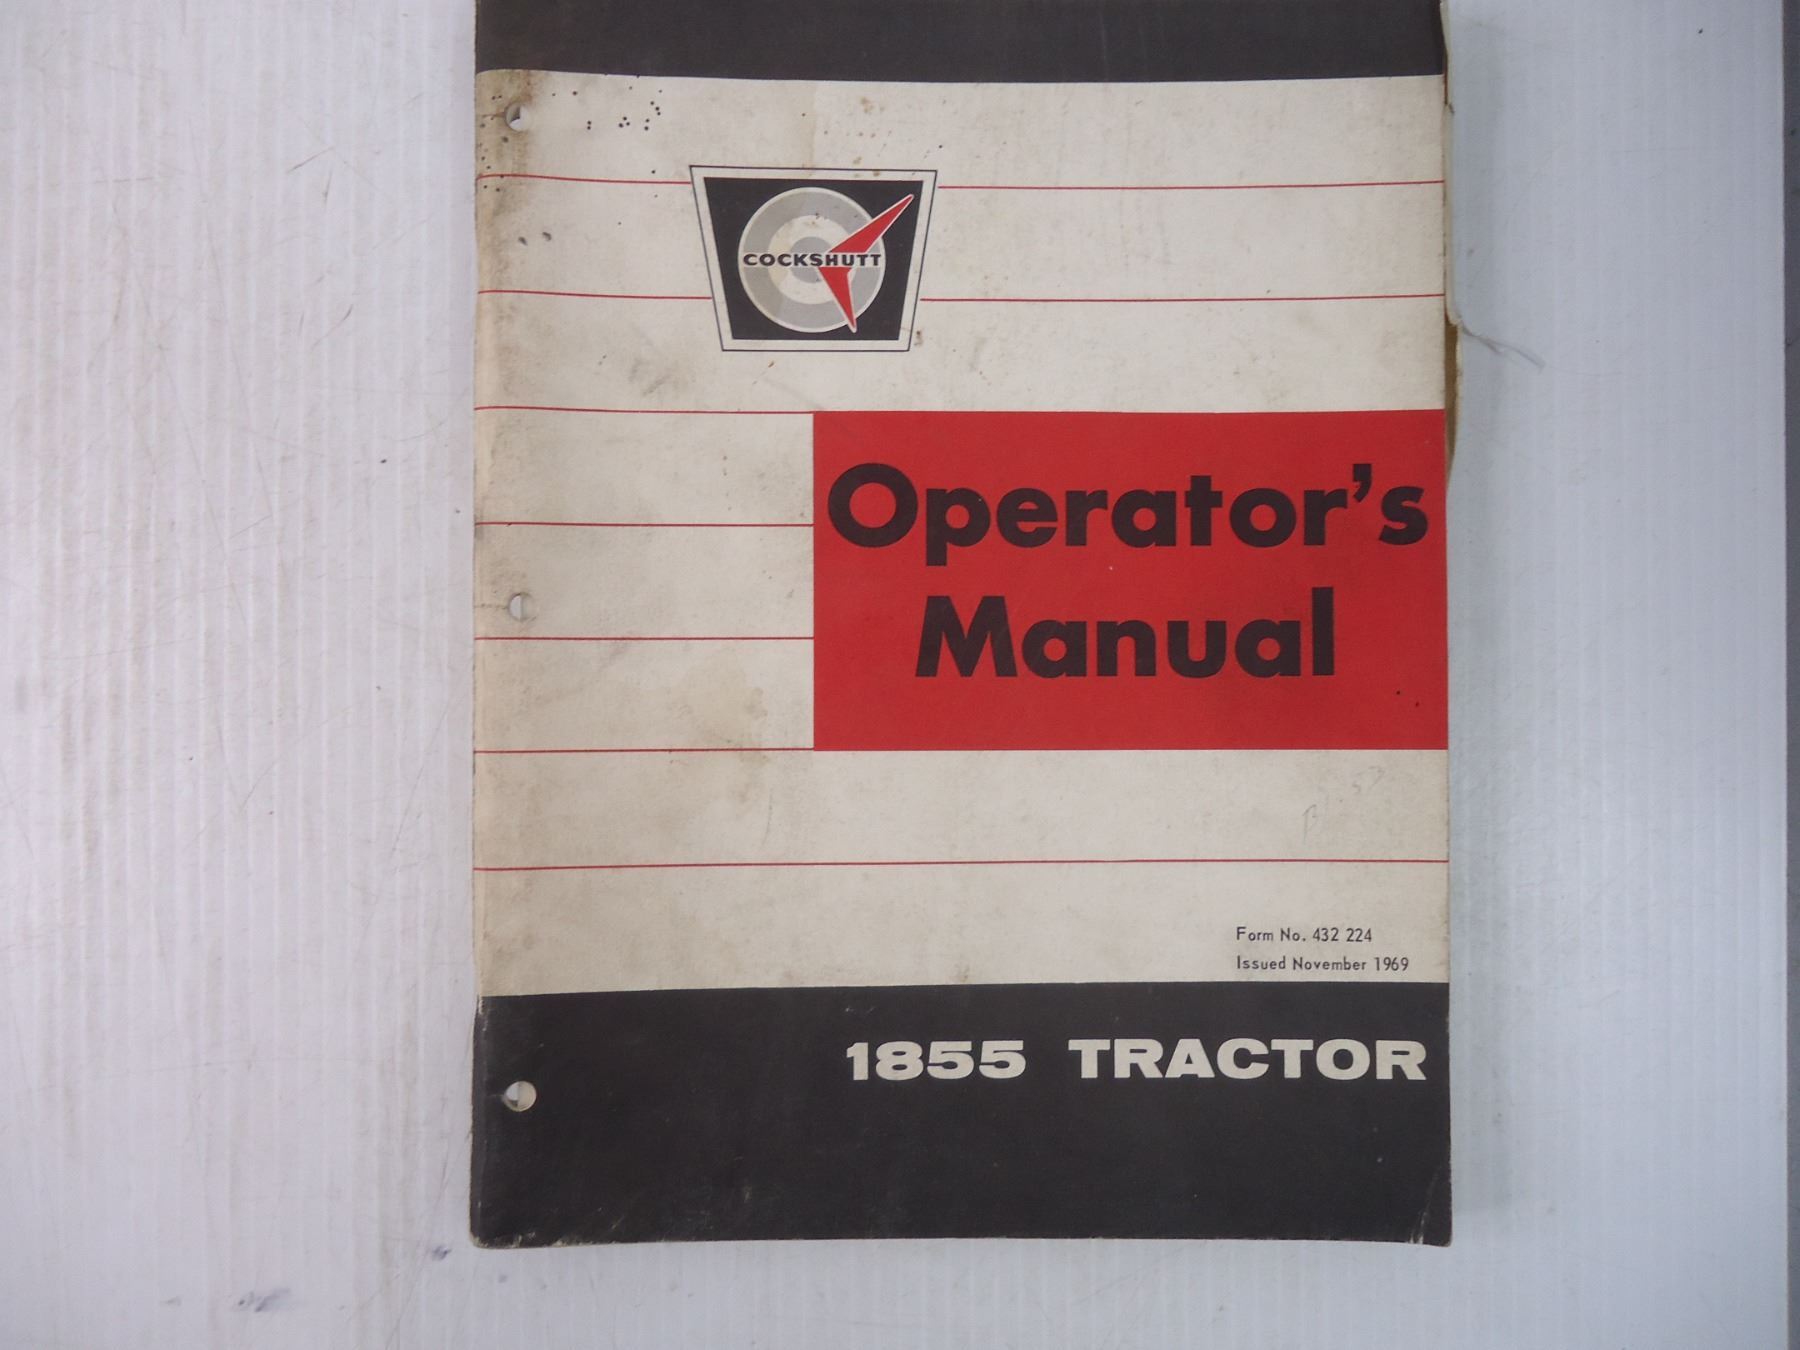 COCKSHUTT
Operator's
Manual
Form No. 432 224
Issued November 1969
1855 TRACTOR